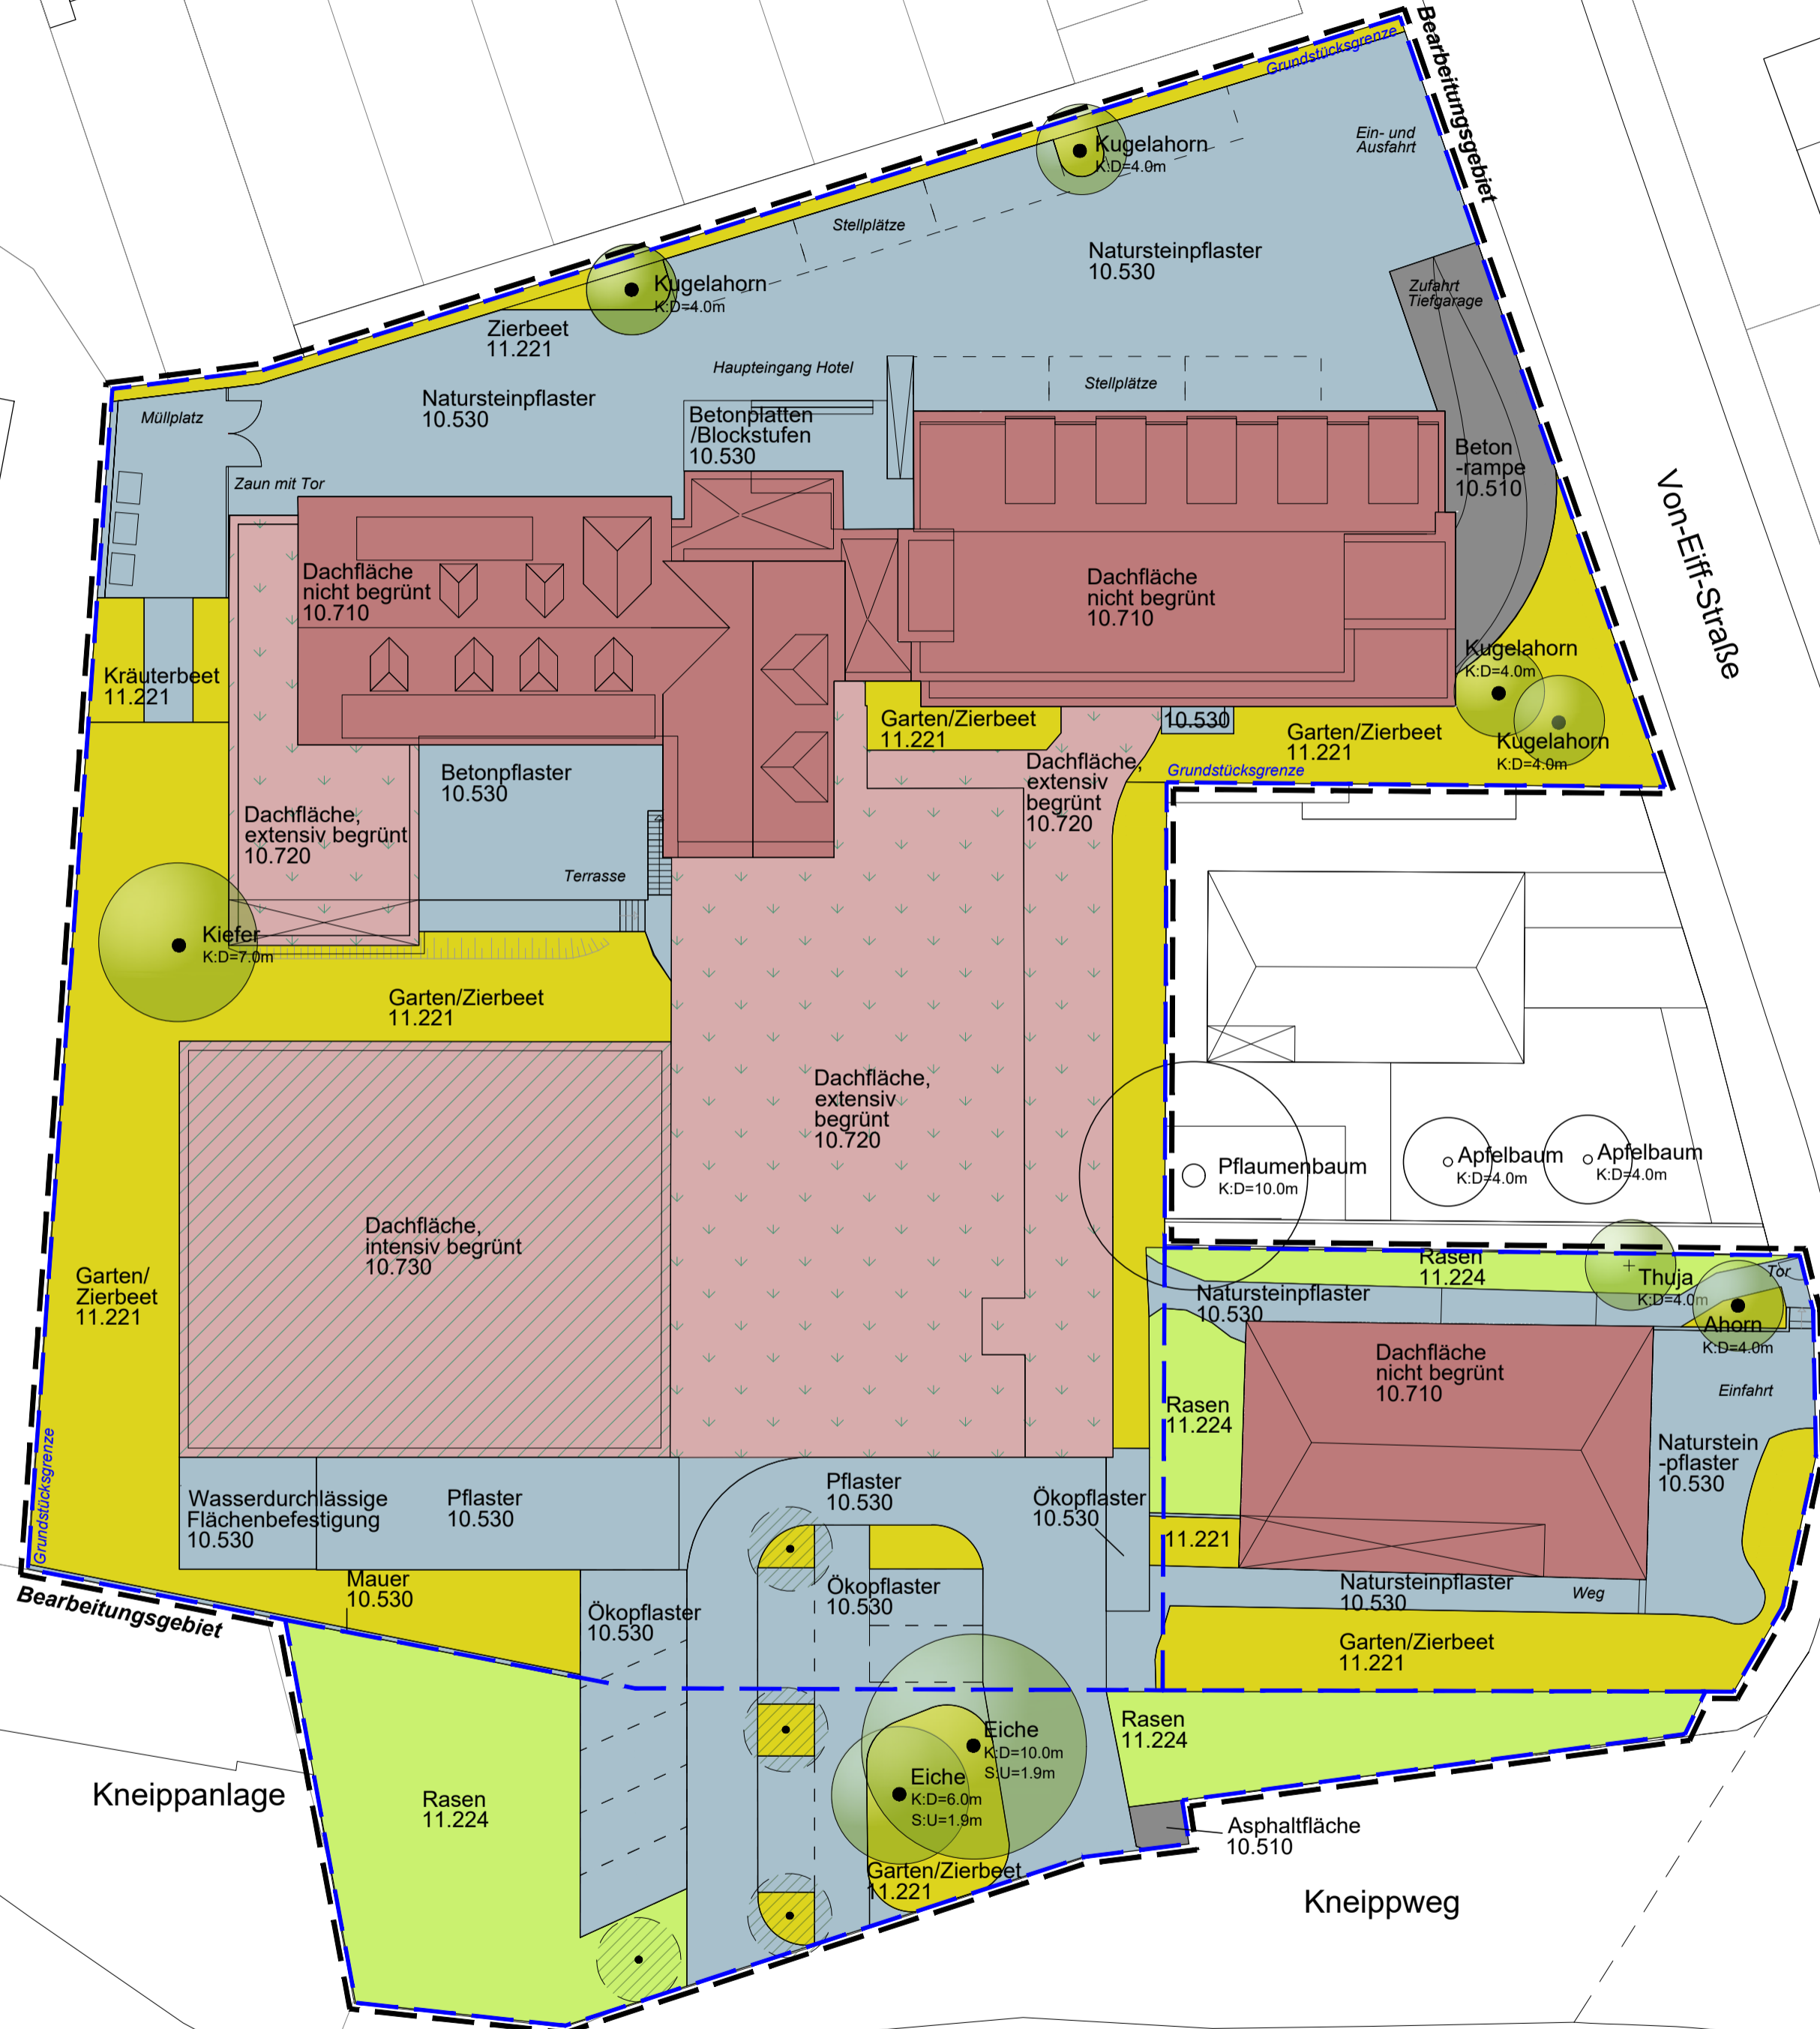 Bearbeitungsgebiet
Grundstücksgrenze
Ein- und
Ausfahrt
Kugelahorn
K:D=4.0m
Stellplätze
Natursteinpflaster
10.530
Kugelahorn
K:D=4.0m
Zufahrt
Tiefgarage
Zierbeet
11.221
Haupteingang Hotel
Stellplätze
Natursteinpflaster
10.530
Müllplatz
Betonplatten
/Blockstufen
10.530
Beton
-rampe
10.510
Zaun mit Tor
Von-Eiff-Straße
Dachfläche
nicht begrünt
10.710
Dachfläche
nicht begrünt
10.710
Kugelahorn
K:D=4.0m
Kräuterbeet
11.221
Garten/Zierbeet
11.221
10.530
Garten/Zierbeet
11.221
Kugelahorn
K:D=4.0m
Grundstücksgrenze
Betonpflaster
10.530
Dachfläche,
extensiv
begrünt
10.720
Dachfläche,
extensiv begrünt
10.720
Terrasse
Kiefer
K:D=7.0m
Garten/Zierbeet
11.221
Dachfläche,
extensiv
begrünt
10.720
Pflaumenbaum
K:D=10.0m
Apfelbaum
K:D=4.0m
Apfelbaum
K:D=4.0m
Dachfläche,
intensiv begrünt
10.730
Garten/
Zierbeet
11.221
Rasen
11.224
Thuja
K:D=4.0m
Tor
Natursteinpflaster
10.530
Ahorn
K:D=4.0m
Dachfläche
nicht begrünt
10.710
Einfahrt
Rasen
11.224
Naturstein
-pflaster
10.530
Grundstücksgrenze
Wasserdurchlässige
Flächenbefestigung
10.530
Pflaster
10.530
Pflaster
10.530
Ökopflaster
10.530
11.221
Mauer
10.530
Ökopflaster
10.530
Ökopflaster
10.530
Natursteinpflaster
10.530
Weg
Bearbeitungsgebiet
Garten/Zierbeet
11.221
Rasen
11.224
Eiche
K:D=10.0m
S:U=1.9m
Eiche
K:D=6.0m
S:U=1.9m
Kneippanlage
Rasen
11.224
Asphaltfläche
10.510
Garten/Zierbeet
11.221
Kneippweg